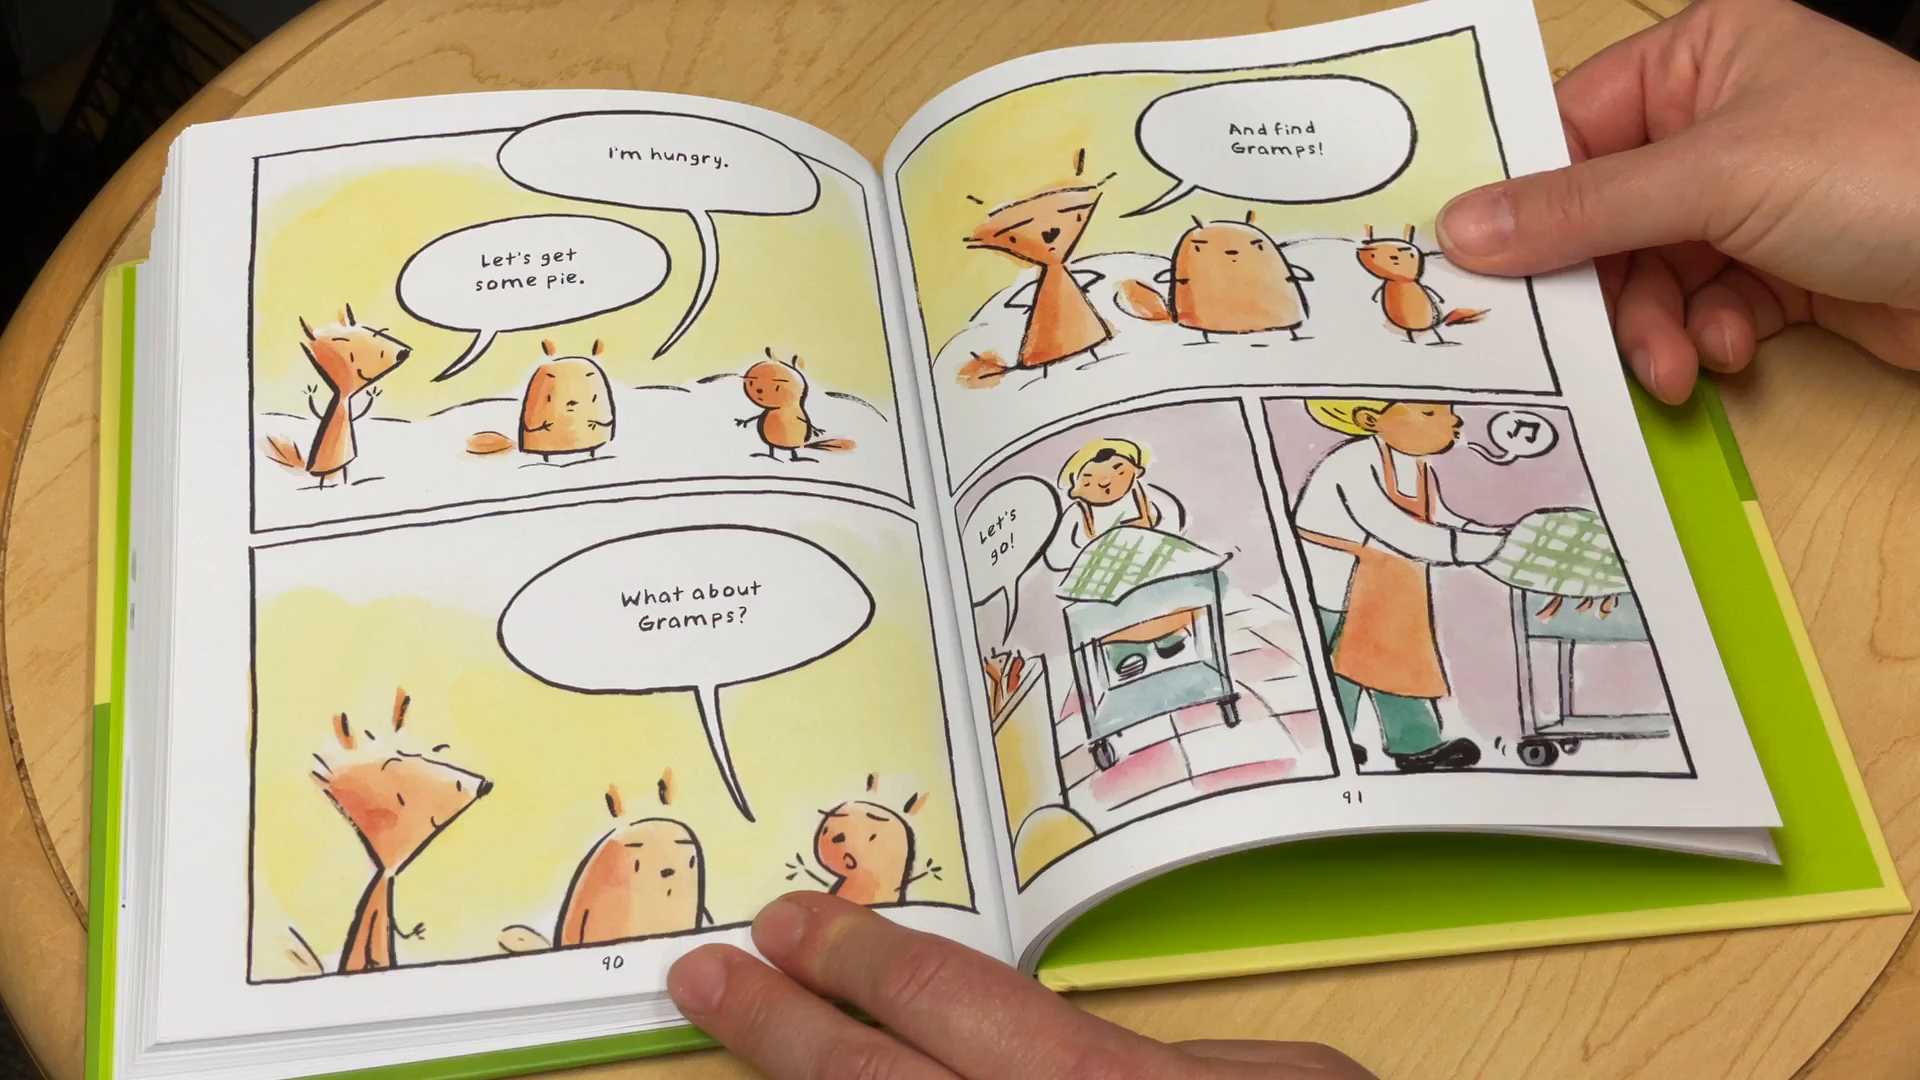 I'm hungry.
Let's get
some pie.
What about
Gramps?
90
And find
Gramps!
Let's
go!
91